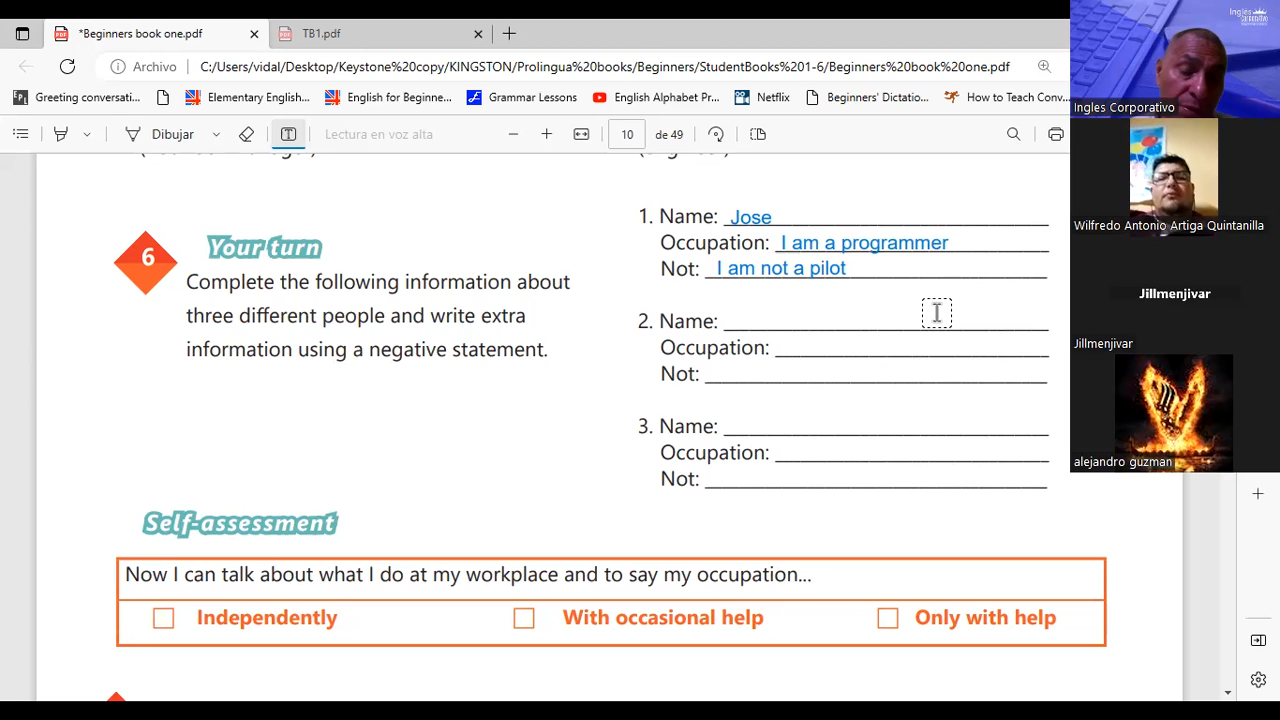 *Beginners book one.pdf
TB1.pdf
Archivo
C:/Users/vidal/Desktop/Keystone%20copy/KINGSTON/Prolingua%20books/Beginners/StudentBooks%201-6/Beginners%20book%20one.pdf
Greeting conversati...
Elementary English...
English for Beginne...
Grammar Lessons
English Alphabet Pr...
Netflix
Beginners' Dictatio...
How to Teach Conv...
Dibujar
Lectura en voz alta
10
de 49
6
Your turn
Complete the following information about
three different people and write extra
information using a negative statement.
1. Name: Jose
Occupation: I am a programmer
Not: I am not a pilot
2. Name:
Occupation:
Not:
3. Name:
Occupation:
Not:
Self-assessment
Now I can talk about what I do at my workplace and to say my occupation...
Independently
With occasional help
Only with help
Ingles Corporativo
Wilfredo Antonio Artiga Quintanilla
Jillmenjivar
Jillmenjivar
alejandro guzman